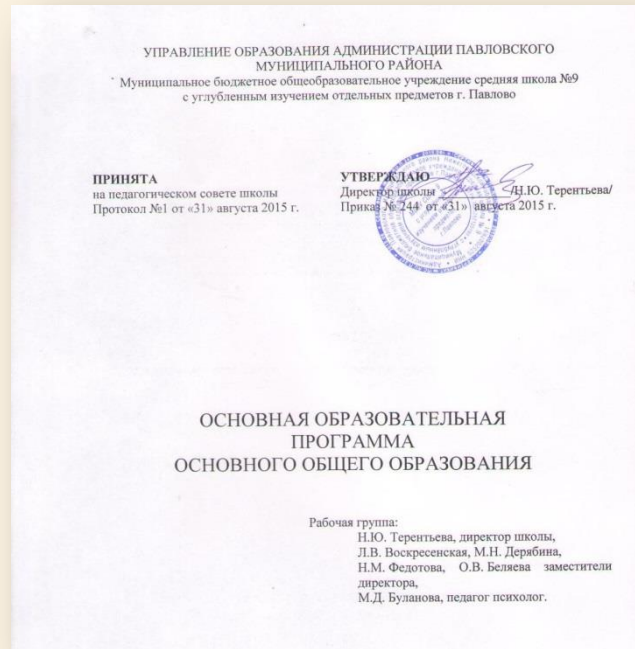 УПРАВЛЕНИЕ ОБРАЗОВАНИЯ АДМИНИСТРАЦИИ ПАВЛОВСКОГО
МУНИЦИПАЛЬНОГО РАЙОНА
Муниципальное бюджетное общеобразовательное учреждение средняя школа №9
с углубленным изучением отдельных предметов г. Павлово
ПРИНЯТА
на педагогическом совете школы
Протокол №1 от «31» августа 2015 г.
УТВЕРЖДАЮ
Директор школы /Н.Ю. Терентьева/
Приказ № 244 от «31» августа 2015 г.
ОСНОВНАЯ ОБРАЗОВАТЕЛЬНАЯ
ПРОГРАММА
ОСНОВНОГО ОБЩЕГО ОБРАЗОВАНИЯ
Рабочая группа:
Н.Ю. Терентьева, директор школы,
Л.В. Воскресенская, М.Н. Дерябина,
Н.М. Федотова, О.В. Беляева заместители
директора,
М.Д. Буланова, педагог психолог.